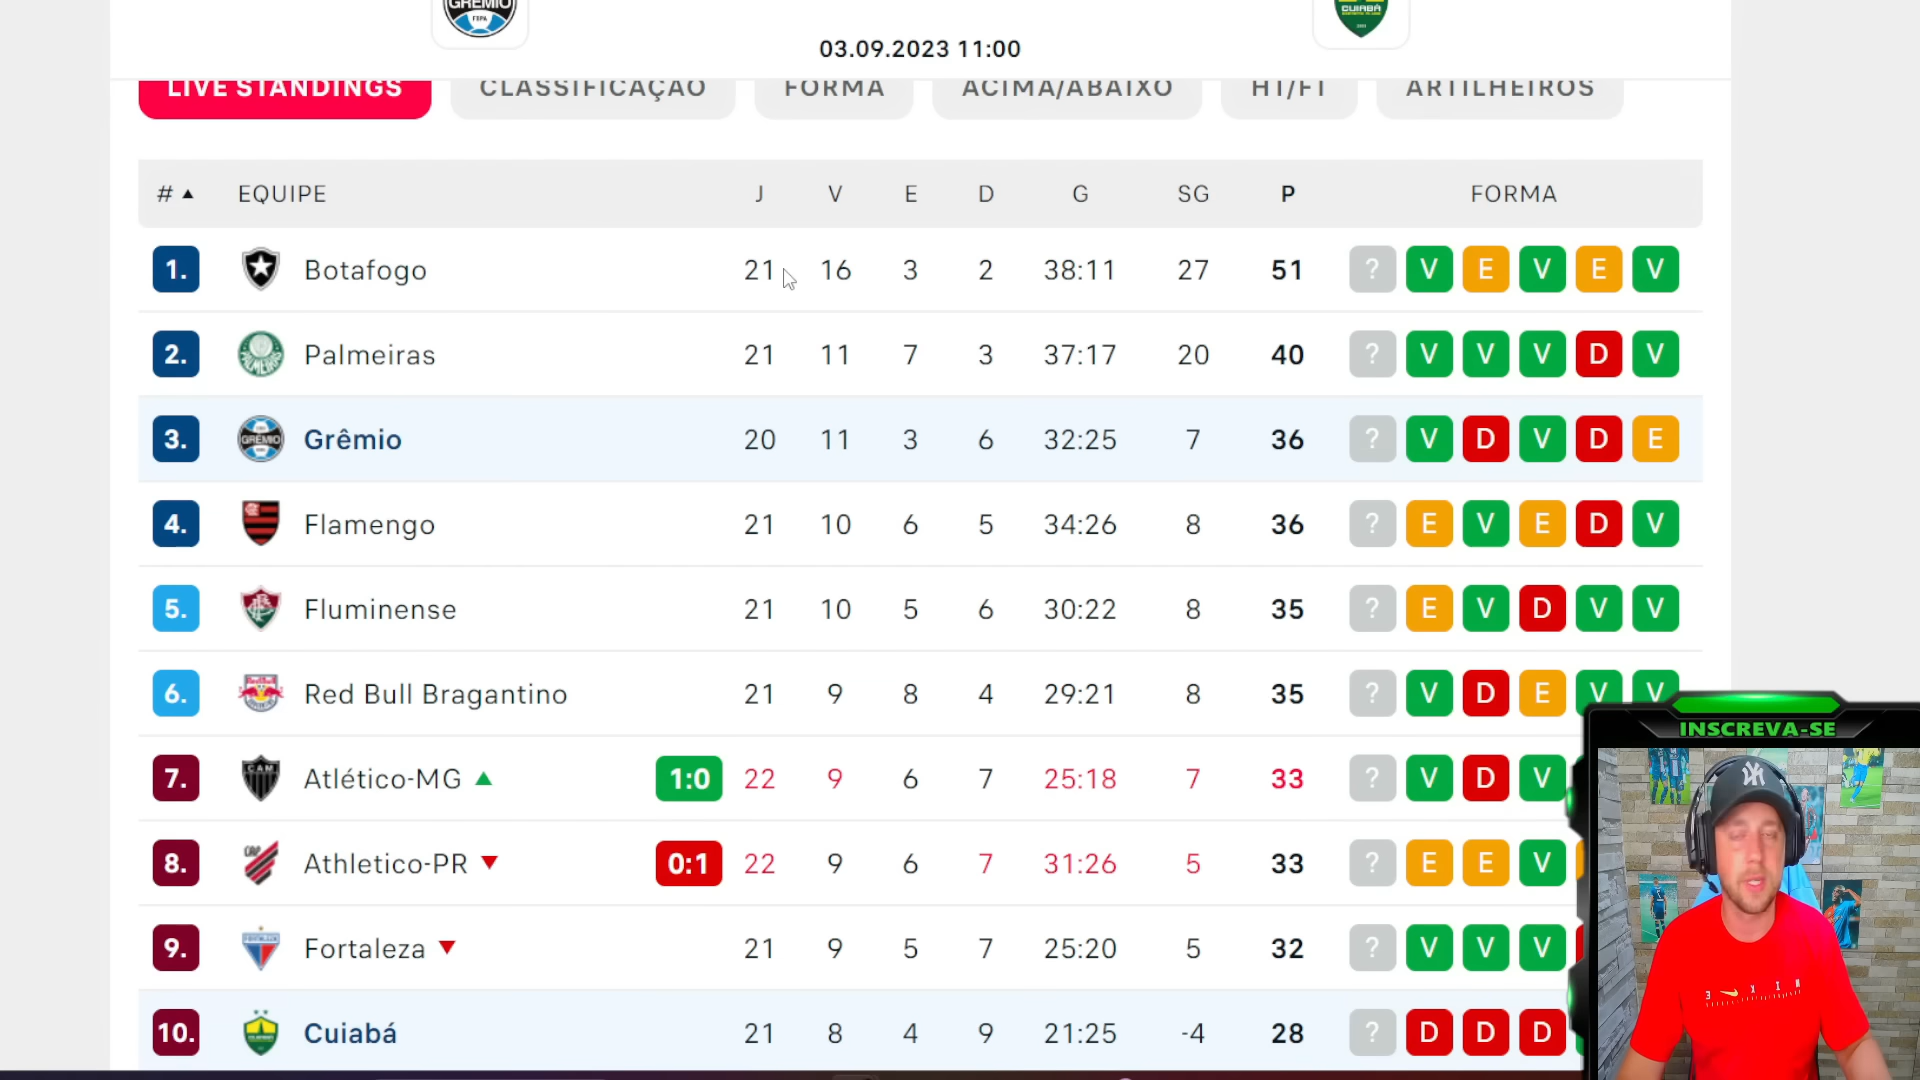 GRÊMIO
FBPA
CUIABÁ
03.09.2023 11:00
LIVE STANDINGS CLASSIFICAÇÃO FORMA ACIMA/ABAIXO HT/FT ARTILHEIROS
# ▲ EQUIPE J V E D G SG P FORMA
1. Botafogo 21 16 3 2 38:11 27 51 ? V E V E V
2. Palmeiras 21 11 7 3 37:17 20 40 ? V V V D V
3. Grêmio 20 11 3 6 32:25 7 36 ? V D V D E
4. Flamengo 21 10 6 5 34:26 8 36 ? E V E D V
5. Fluminense 21 10 5 6 30:22 8 35 ? E V D V V
6. Red Bull Bragantino 21 9 8 4 29:21 8 35 ? V D E V V
7. Atlético-MG ▲ 1:0 22 9 6 7 25:18 7 33 ? V D V
8. Athletico-PR ▼ 0:1 22 9 6 7 31:26 5 33 ? E E V
9. Fortaleza ▼ 21 9 5 7 25:20 5 32 ? V V V
10. Cuiabá 21 8 4 9 21:25 -4 28 ? D D D
INSCREVA-SE